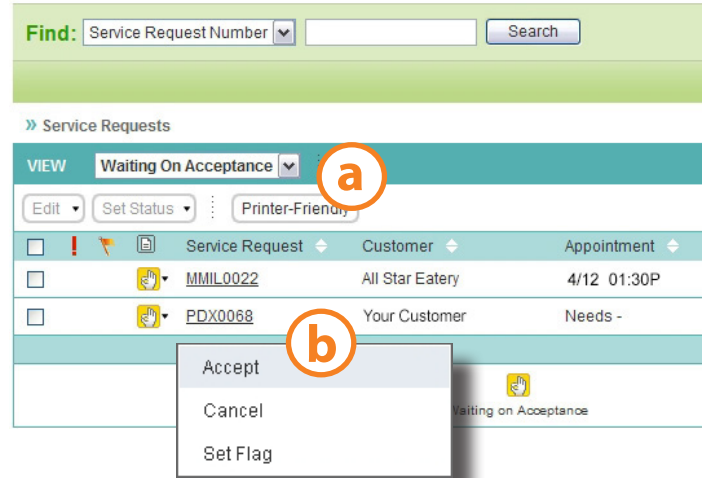 Find: Service Request Number Search
» Service Requests
VIEW Waiting On Acceptance
a
Edit Set Status Printer-Friendly
! Service Request Customer Appointment
MMIL0022 All Star Eatery 4/12 01:30P
PDX0068 Your Customer Needs -
b
Accept
Cancel Waiting on Acceptance
Set Flag